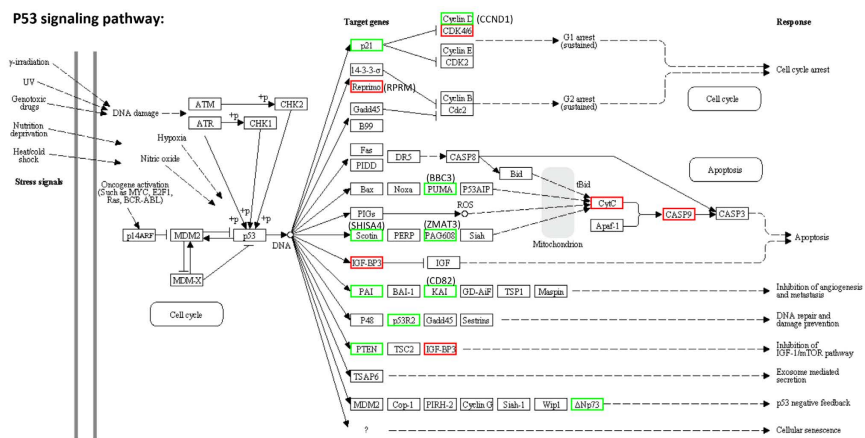 P53 signaling pathway:
Target genes
Response
Cyclin D (CCND1)
CDK4/6
p21
G1 arrest
(sustained)
Cyclin E
CDK2
14-3-3-σ
Reprimo (RPRM)
Cell cycle arrest
Cyclin B
Cdc2
G2 arrest
(sustained)
Gadd45
B99
Cell cycle
γ-irradiation
UV
Genotoxic
drugs
Nutrition
deprivation
Heat/cold
shock
Stress signals
DNA damage
ATM
+p
CHK2
ATR
+p
CHK1
+p
Hypoxia
Nitric oxide
Oncogene activation
(Such as MYC, E2F1,
Ras, BCR-ABL)
+p
+p
+p
p14ARF
MDM2
p53
DNA
MDM-X
Cell cycle
Fas
PIDD
DR5
CASP8
Bid
tBid
Apoptosis
(BBC3)
Bax
Noxa
PUMA
P53AIP
Mitochondrion
CytC
PIGs
ROS
Apaf-1
CASP9
CASP3
(SHISA4)
(ZMAT3)
Scotin
PERP
PAG608
Siah
Apoptosis
IGF-BP3
IGF
(CD82)
PAI
BAI-1
KAI
GD-AiF
TSP1
Maspin
Inhibition of angiogenesis
and metastasis
P48
p53R2
Gadd45
Sestrins
DNA repair and
damage prevention
PTEN
TSC2
IGF-BP3
Inhibition of
IGF-1/mTOR pathway
TSAP6
Exosome mediated
secretion
MDM2
Cop-1
PIRH-2
Cyclin G
Siah-1
Wip1
ΔNp73
p53 negative feedback
?
Cellular senescence